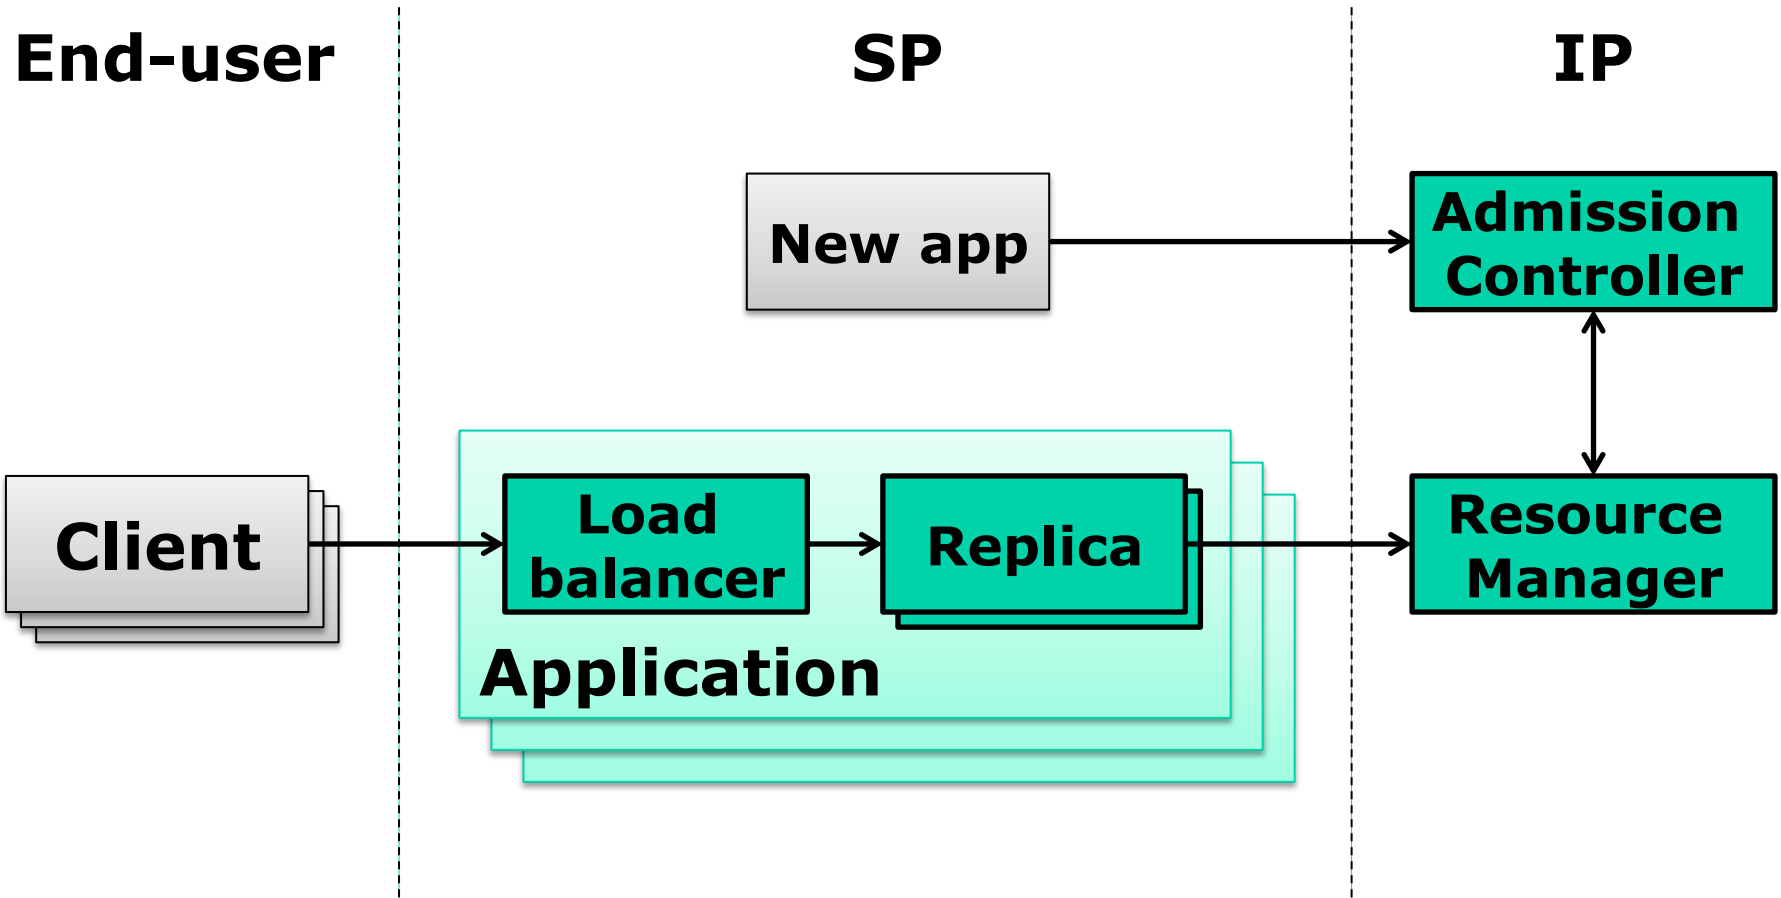 End-user
SP
IP
New app
Admission
Controller
Client
Load
balancer
Replica
Resource
Manager
Application